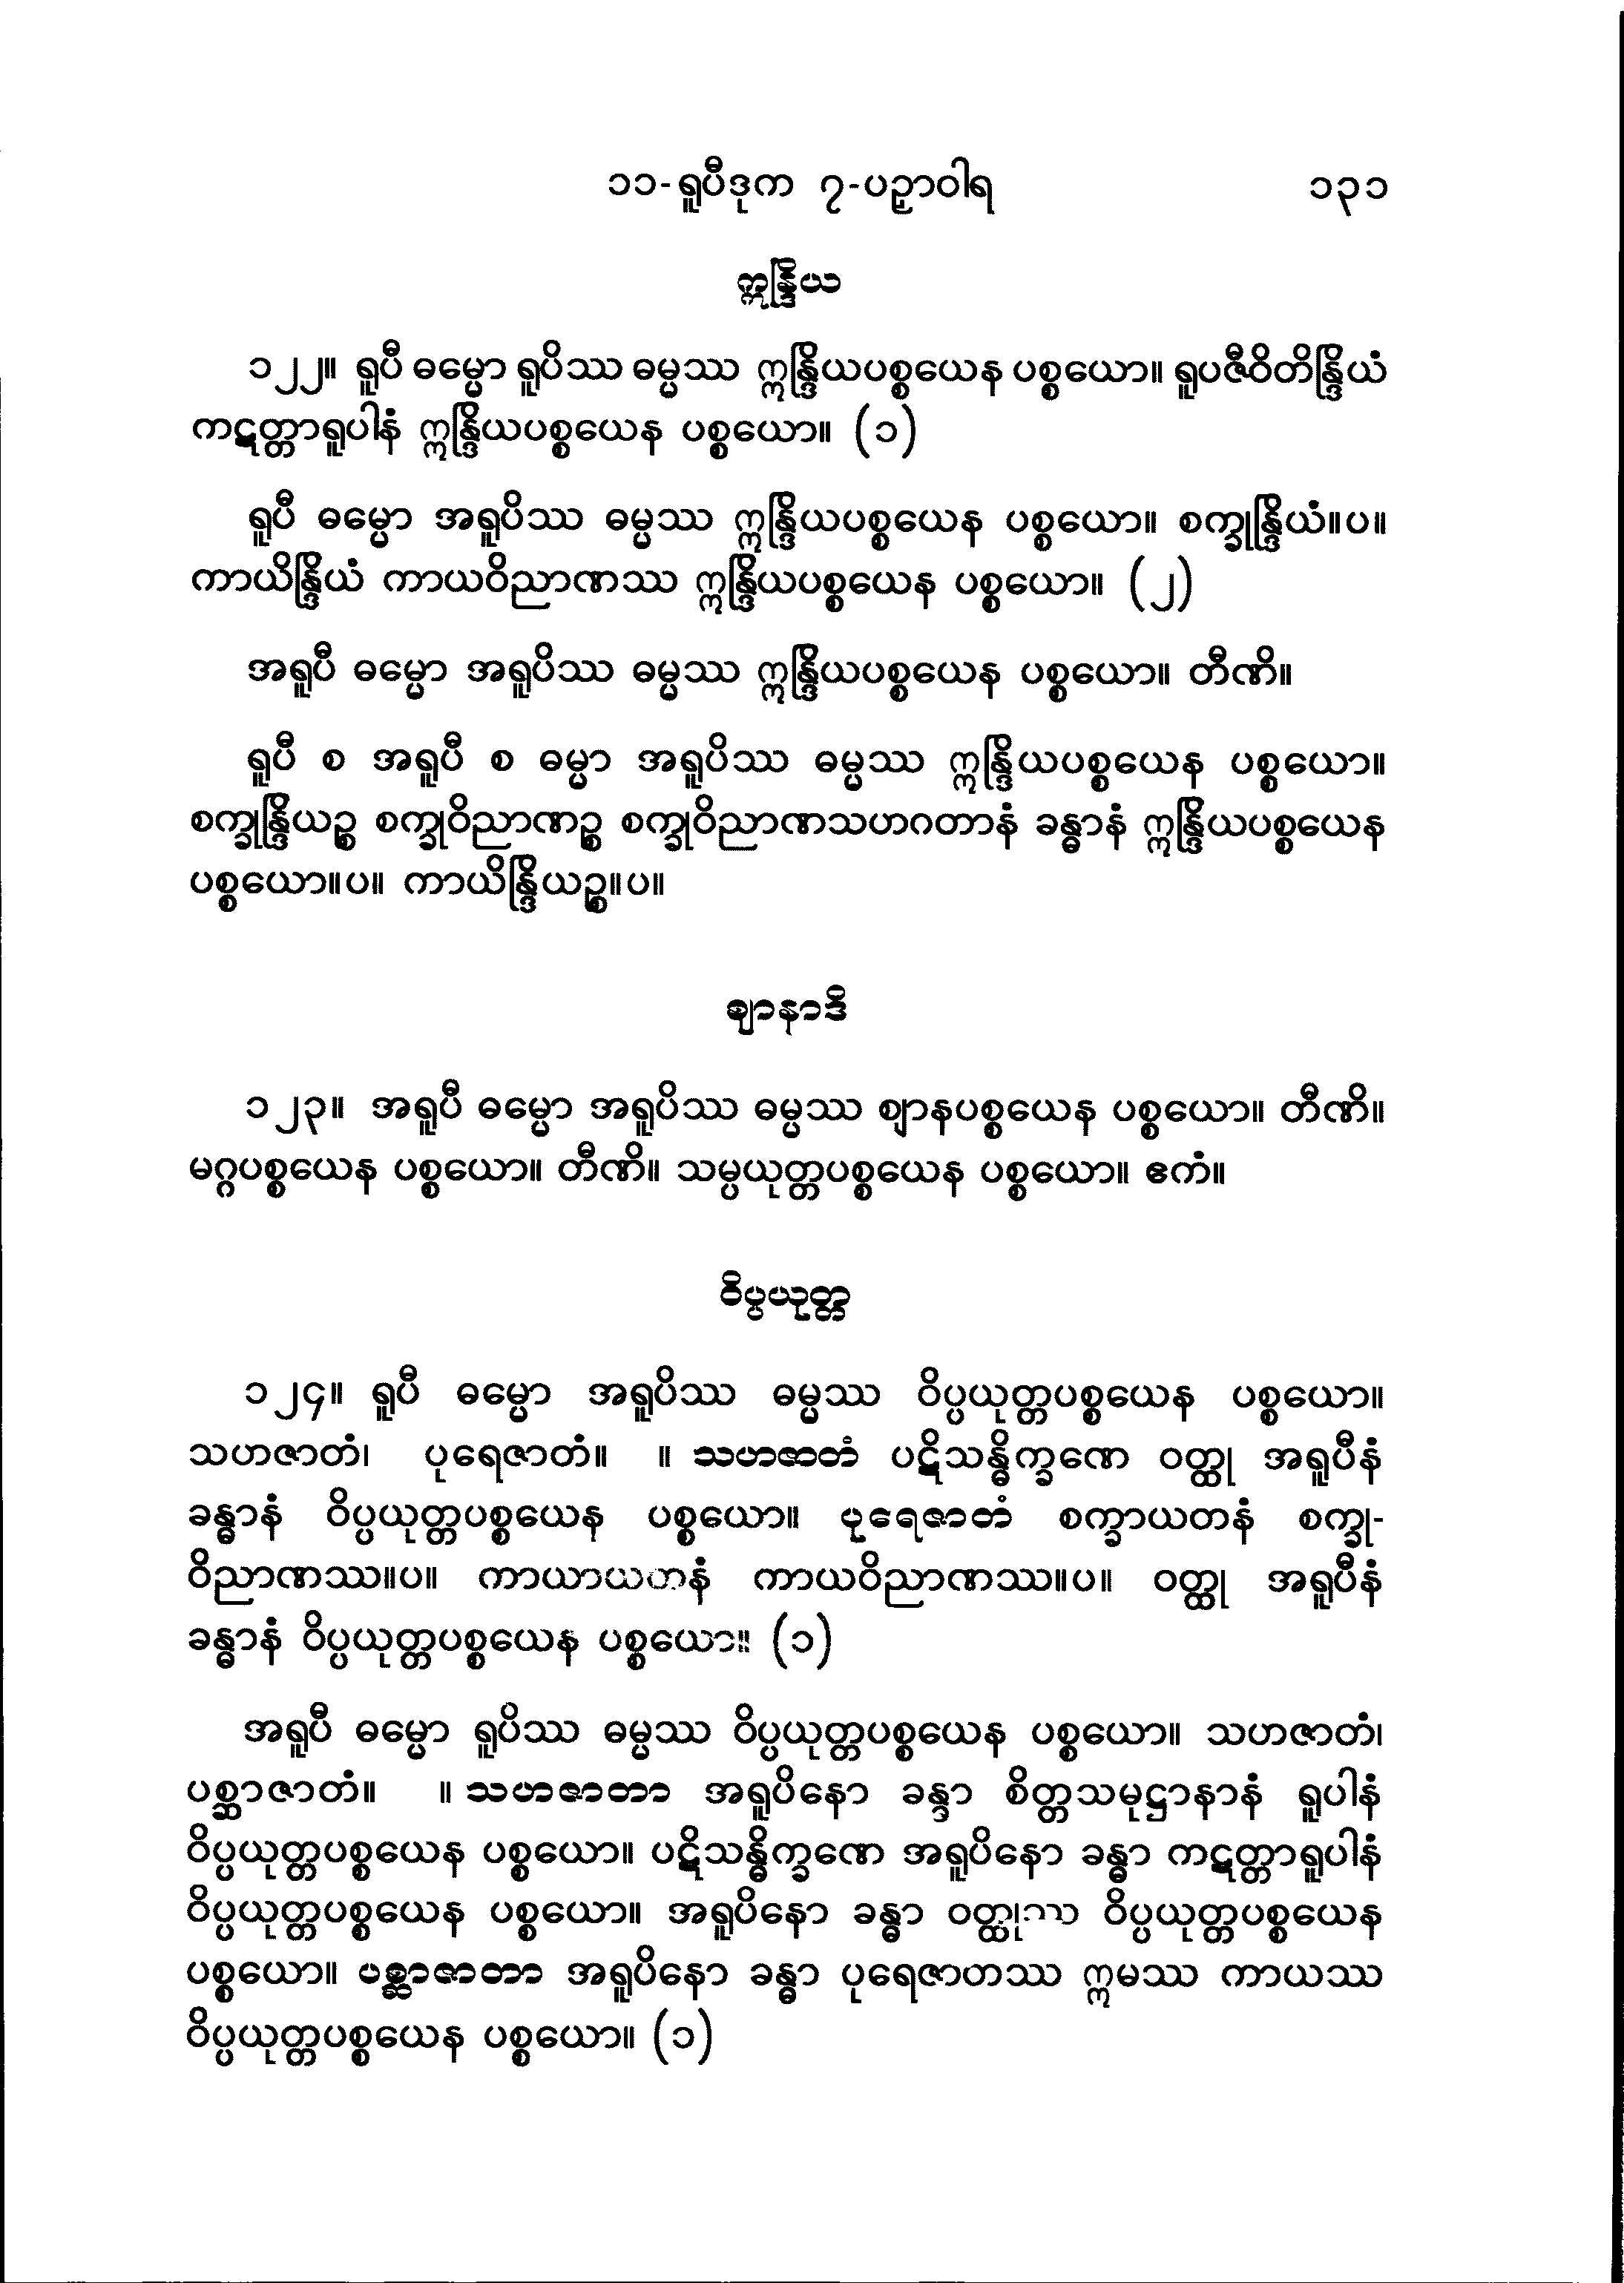 ၁၁-ရူပီဒုက ၇-ပဉှာဝါရ ၁၃၁
ဣန္ဒြိယ
၁၂၂။ ရူပီ ဓမ္မော ရူပိဿ ဓမ္မဿ ဣန္ဒြိယပစ္စယေန ပစ္စယော။ ရူပဇီဝိတိန္ဒြိယံ
ကဋတ္တာရူပါနံ ဣန္ဒြိယပစ္စယေန ပစ္စယော။ (၁)
ရူပီ ဓမ္မော အရူပိဿ ဓမ္မဿ ဣန္ဒြိယပစ္စယေန ပစ္စယော။ စက္ခုန္ဒြိယံ။ပ။
ကာယိန္ဒြိယံ ကာယဝိညာဏဿ ဣန္ဒြိယပစ္စယေန ပစ္စယော။ (၂)
အရူပီ ဓမ္မော အရူပိဿ ဓမ္မဿ ဣန္ဒြိယပစ္စယေန ပစ္စယော။ တီဏိ။
ရူပီ စ အရူပီ စ ဓမ္မာ အရူပိဿ ဓမ္မဿ ဣန္ဒြိယပစ္စယေန ပစ္စယော။
စက္ခုန္ဒြိယဉ္စ စက္ခုဝိညာဏဉ္စ စက္ခုဝိညာဏသဟဂတာနံ ခန္ဓာနံ ဣန္ဒြိယပစ္စယေန
ပစ္စယော။ပ။ ကာယိန္ဒြိယဉ္စ။ပ။
ဈာနာဒိ
၁၂၃။ အရူပီ ဓမ္မော အရူပိဿ ဓမ္မဿ ဈာနပစ္စယေန ပစ္စယော။ တီဏိ။
မဂ္ဂပစ္စယေန ပစ္စယော။ တီဏိ။ သမ္ပယုတ္တပစ္စယေန ပစ္စယော။ ဧကံ။
ဝိပ္ပယုတ္တ
၁၂၄။ ရူပီ ဓမ္မော အရူပိဿ ဓမ္မဿ ဝိပ္ပယုတ္တပစ္စယေန ပစ္စယော။
သဟဇာတံ၊ ပုရေဇာတံ။ ။ သဟဇာတံ ပဋိသန္ဓိက္ခဏေ ဝတ္ထု အရူပီနံ
ခန္ဓာနံ ဝိပ္ပယုတ္တပစ္စယေန ပစ္စယော။ ပုရေဇာတံ စက္ခာယတနံ စက္ခု-
ဝိညာဏဿ။ပ။ ကာယာယတနံ ကာယဝိညာဏဿ။ပ။ ဝတ္ထု အရူပီနံ
ခန္ဓာနံ ဝိပ္ပယုတ္တပစ္စယေန ပစ္စယော။ (၁)
အရူပီ ဓမ္မော ရူပိဿ ဓမ္မဿ ဝိပ္ပယုတ္တပစ္စယေန ပစ္စယော။ သဟဇာတံ၊
ပစ္ဆာဇာတံ။ ။ သဟဇာတာ အရူပိနော ခန္ဒာ စိတ္တသမုဋ္ဌာနာနံ ရူပါနံ
ဝိပ္ပယုတ္တပစ္စယေန ပစ္စယော။ ပဋိသန္ဓိက္ခဏေ အရူပိနော ခန္ဓာ ကဋတ္တာရူပါနံ
ဝိပ္ပယုတ္တပစ္စယေန ပစ္စယော။ အရူပိနော ခန္ဓာ ဝတ္ထုဿ ဝိပ္ပယုတ္တပစ္စယေန
ပစ္စယော။ ပစ္ဆာဇာတာ အရူပိနော ခန္ဓာ ပုရေဇာတဿ ဣမဿ ကာယဿ
ဝိပ္ပယုတ္တပစ္စယေန ပစ္စယော။ (၁)